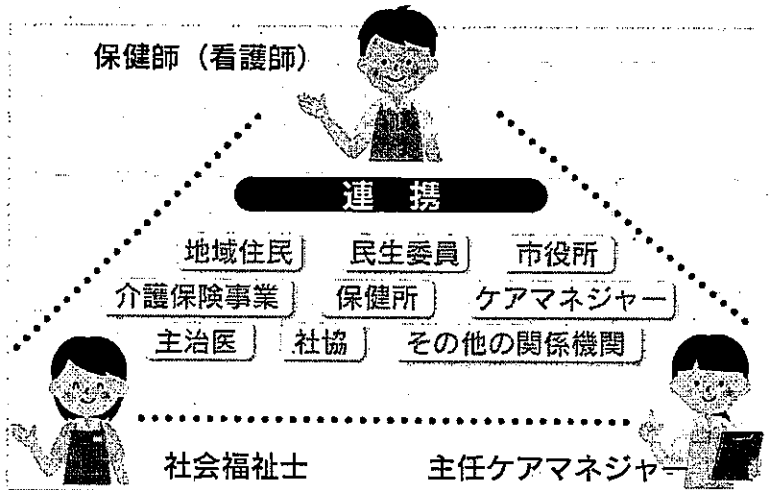 保健師（看護師）
連携
地域住民 民生委員 市役所
介護保険事業 保健所 ケアマネジャー
主治医 社協 その他の関係機関
社会福祉士 主任ケアマネジャー